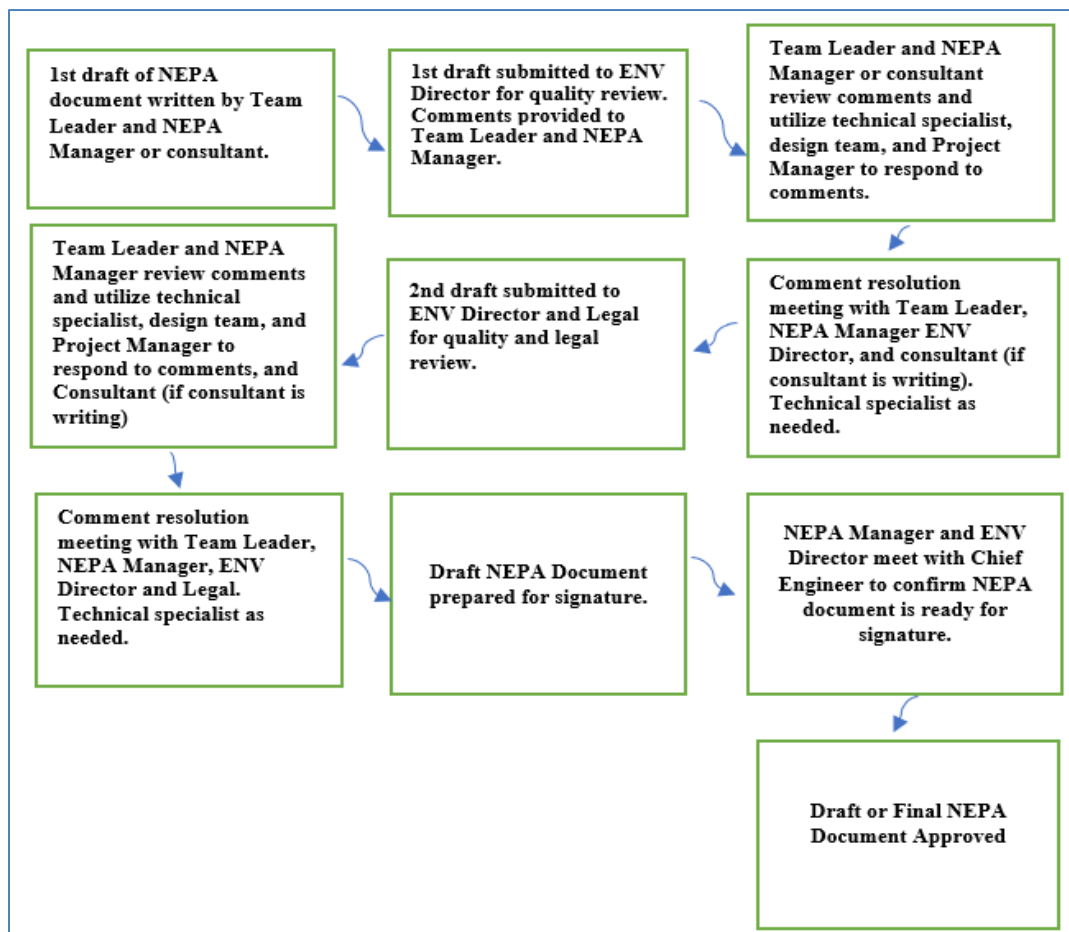 1st draft of NEPA
document written by Team
Leader and NEPA
Manager or consultant.
1st draft submitted to ENV
Director for quality review.
Comments provided to
Team Leader and NEPA
Manager.
Team Leader and NEPA
Manager or consultant
review comments and
utilize technical specialist,
design team, and Project
Manager to respond to
comments.
Comment resolution
meeting with Team Leader,
NEPA Manager ENV
Director, and consultant (if
consultant is writing).
Technical specialist as
needed.
2nd draft submitted to
ENV Director and Legal
for quality and legal
review.
Team Leader and NEPA
Manager review comments
and utilize technical
specialist, design team, and
Project Manager to
respond to comments, and
Consultant (if consultant is
writing)
Comment resolution
meeting with Team Leader,
NEPA Manager, ENV
Director and Legal.
Technical specialist as
needed.
Draft NEPA Document
prepared for signature.
NEPA Manager and ENV
Director meet with Chief
Engineer to confirm NEPA
document is ready for
signature.
Draft or Final NEPA
Document Approved